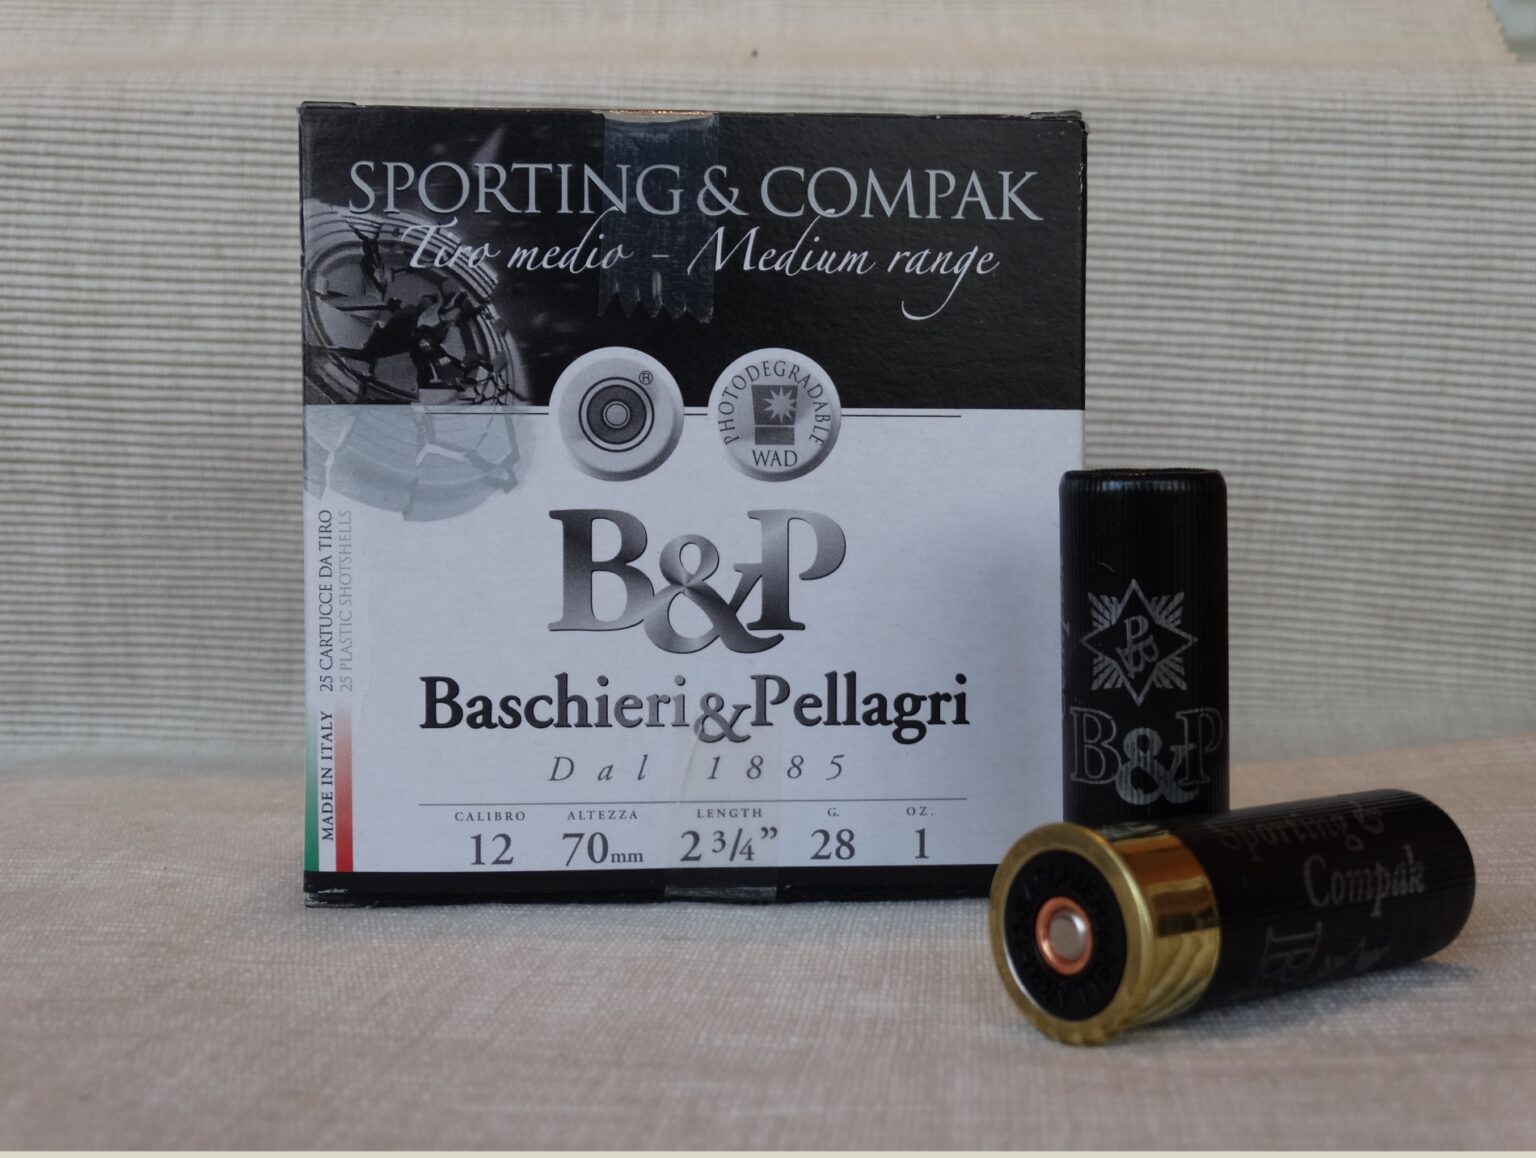 SPORTING & COMPAK
Tiro medio - Medium range
®
PHOTODEGRADABLE
WAD
B&P
Baschieri & Pellagri
Dal 1885
CALIBRO ALTEZZA LENGTH G. OZ.
12 70mm 2 3/4” 28 1
25 CARTUCCE DA TIRO
25 PLASTIC SHOTSHELLS
MADE IN ITALY
B&P
Sporting &
Compak